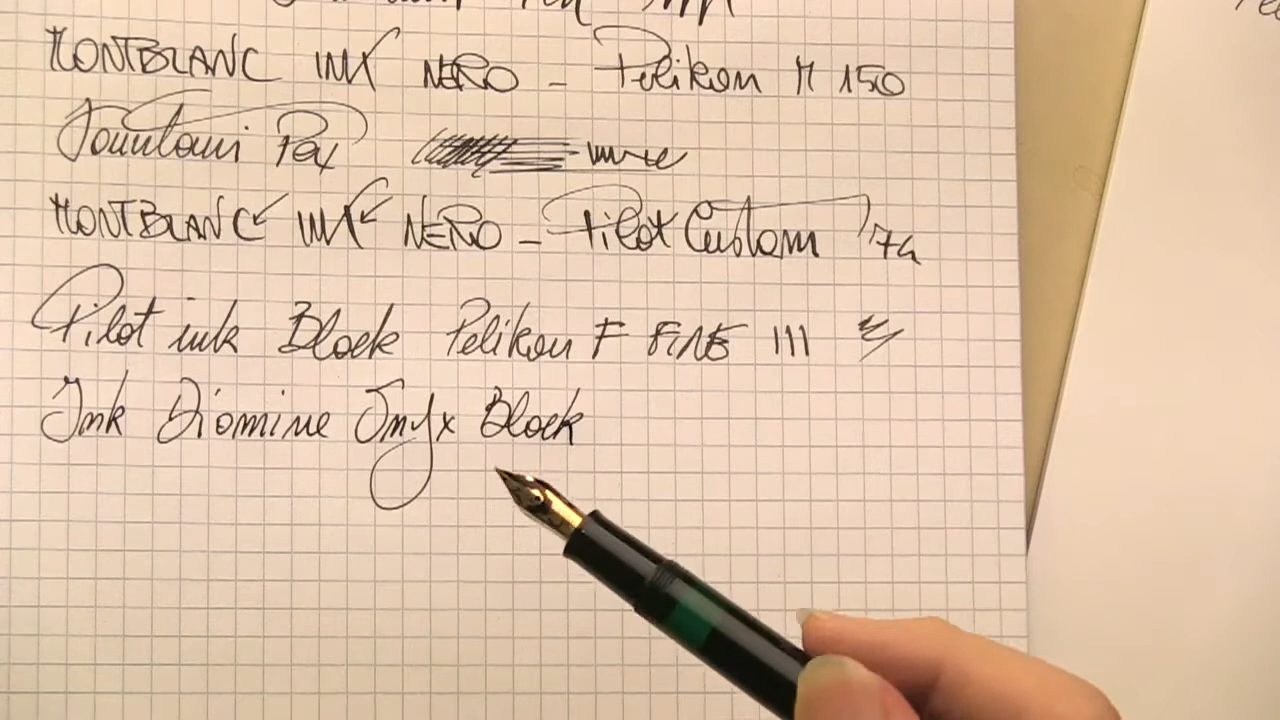 MONTBLANC INK NERO - Pelikan M 150
Fountain Pen
MONTBLANC INK NERO - Pilot Custom 74
Pilot ink Black Pelikan F FINE III
Ink Diamine Onyx Black